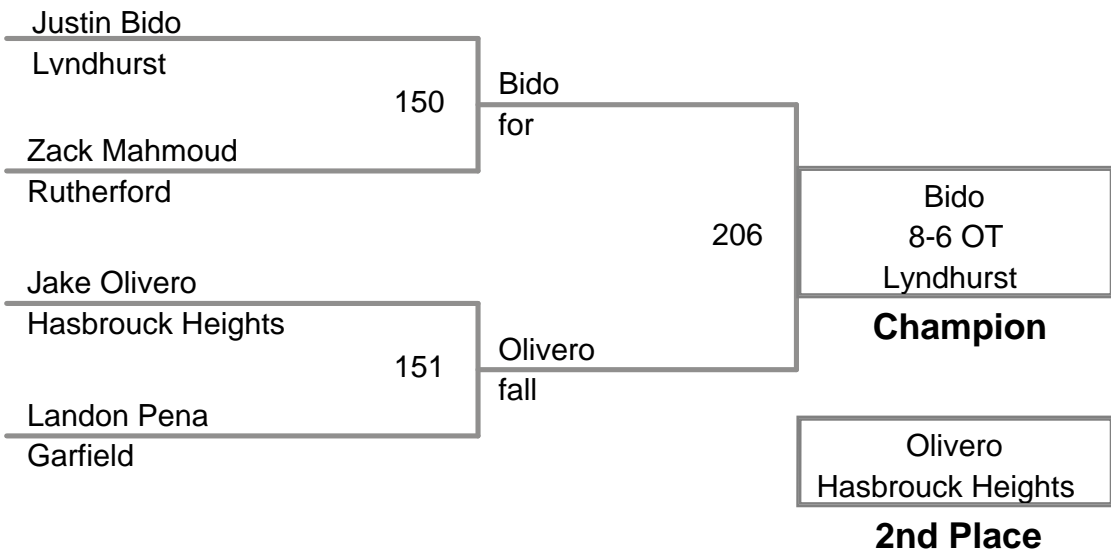 Justin Bido
Lyndhurst
150
Bido
for
Zack Mahmoud
Rutherford
206
Bido
8-6 OT
Lyndhurst
Champion
Jake Olivero
Hasbrouck Heights
151
Olivero
fall
Landon Pena
Garfield
Olivero
Hasbrouck Heights
2nd Place